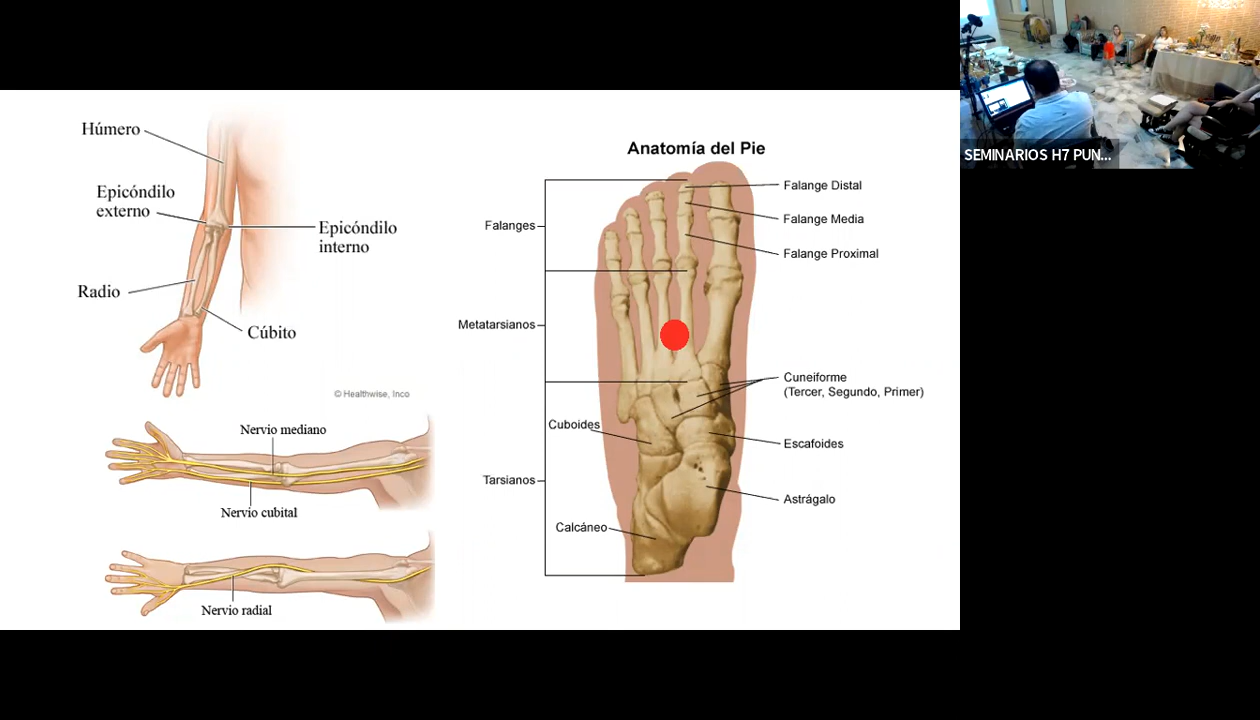 Húmero
Epicóndilo
externo
Epicóndilo
interno
Radio
Cúbito
© Healthwise, Inco
Nervio mediano
Nervio cubital
Nervio radial
Anatomía del Pie
Falanges
Metatarsianos
Cuboides
Tarsianos
Calcáneo
Falange Distal
Falange Media
Falange Proximal
Cuneiforme
(Tercer, Segundo, Primer)
Escafoides
Astrágalo
SEMINARIOS H7 PUN...